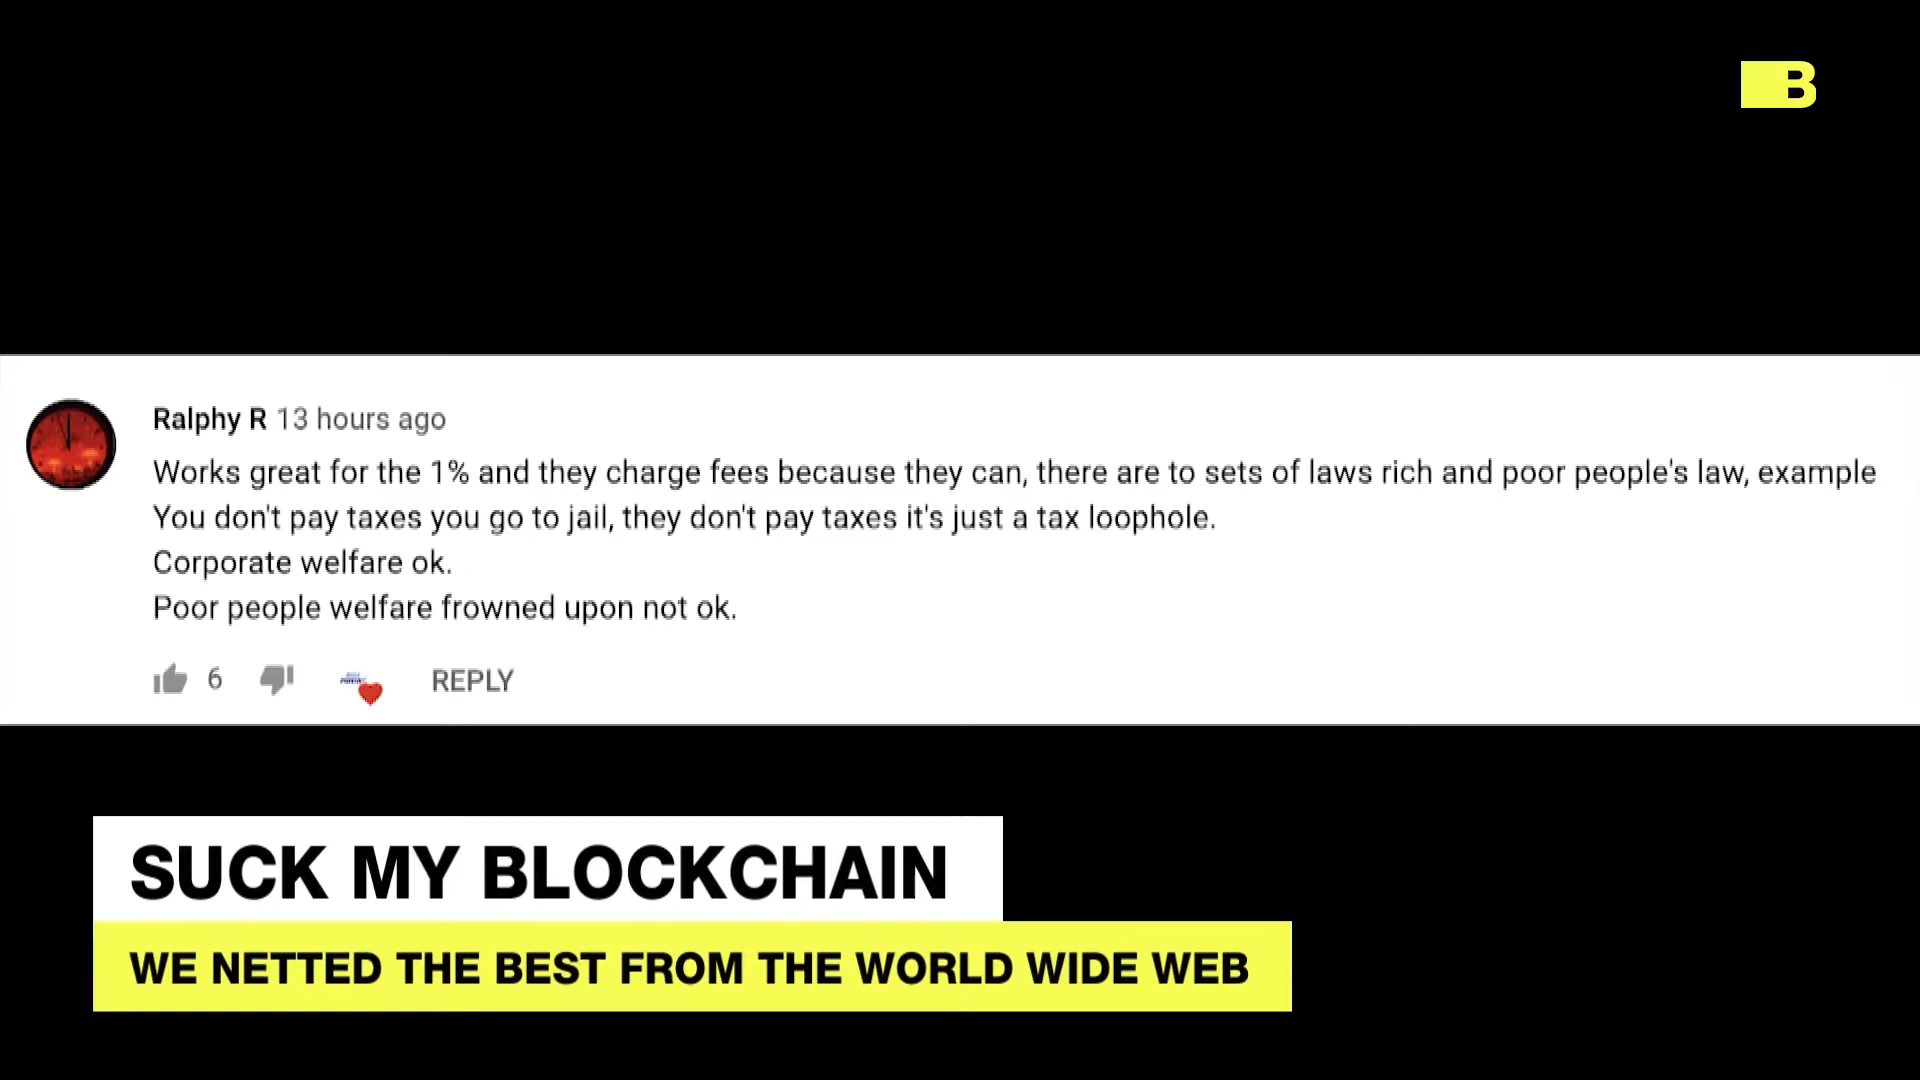 B
Ralphy R 13 hours ago
Works great for the 1% and they charge fees because they can, there are to sets of laws rich and poor people's law, example
You don't pay taxes you go to jail, they don't pay taxes it's just a tax loophole.
Corporate welfare ok.
Poor people welfare frowned upon not ok.
6 REPLY
SUCK MY BLOCKCHAIN
WE NETTED THE BEST FROM THE WORLD WIDE WEB